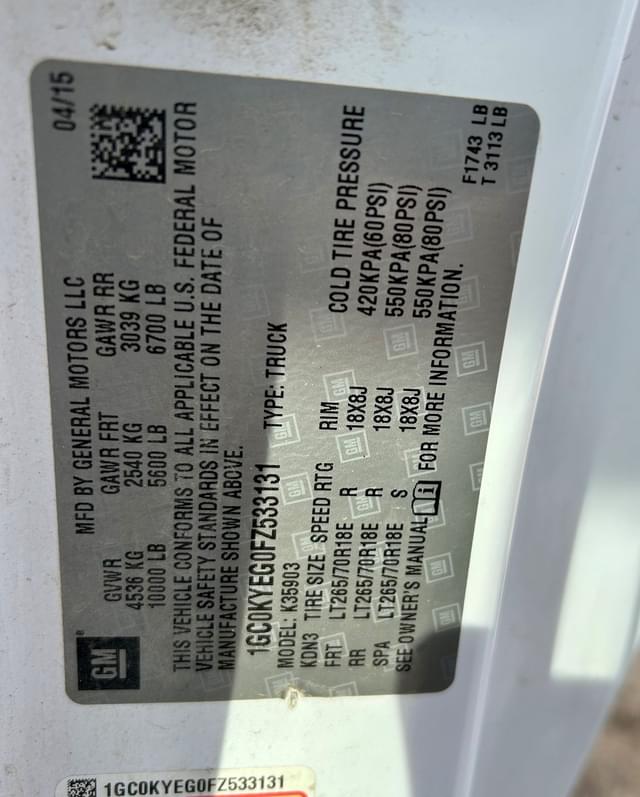 04/15
MFD BY GENERAL MOTORS LLC
GVWR GAWR FRT GAWR RR
4536 KG 2540 KG 3039 KG
10000 LB 5600 LB 6700 LB
GM®
THIS VEHICLE CONFORMS TO ALL APPLICABLE U.S. FEDERAL MOTOR
VEHICLE SAFETY STANDARDS IN EFFECT ON THE DATE OF
MANUFACTURE SHOWN ABOVE.
1GC0KYEG0FZ533131 TYPE: TRUCK
MODEL: K35903
KDN3 TIRE SIZE SPEED RTG RIM COLD TIRE PRESSURE
FRT LT265/70R18E R 18X8J 420KPA(60PSI)
RR LT265/70R18E R 18X8J 550KPA(80PSI)
SPA LT265/70R18E S 18X8J 550KPA(80PSI)
SEE OWNER'S MANUAL i FOR MORE INFORMATION.
F1743 LB
T 3113 LB
1GC0KYEG0FZ533131